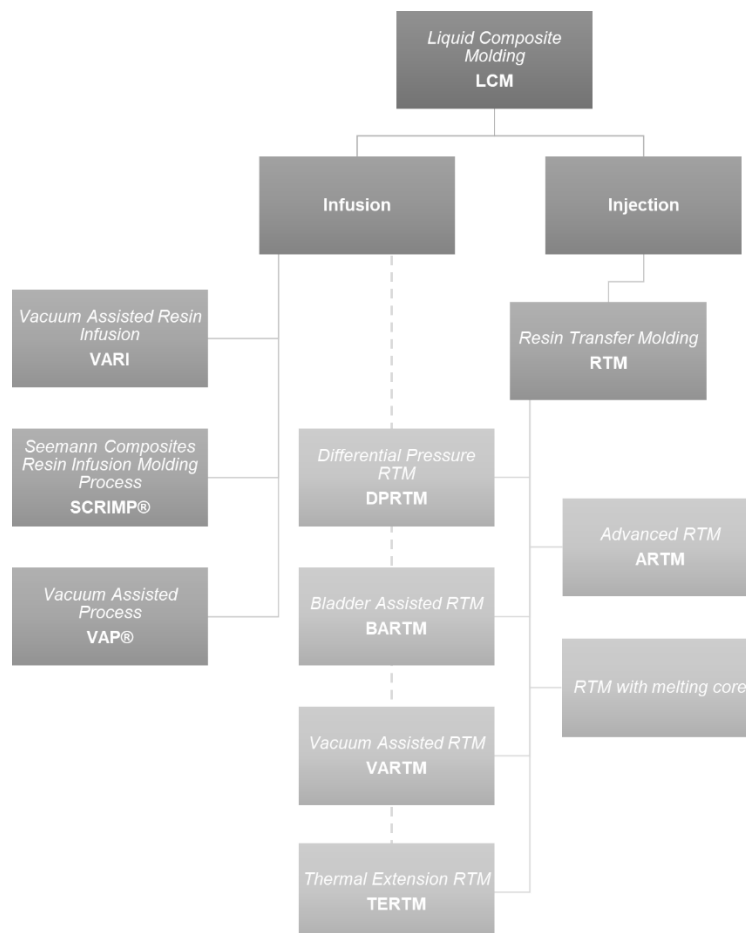 Liquid Composite
Molding
LCM
Infusion
Injection
Vacuum Assisted Resin
Infusion
VARI
Resin Transfer Molding
RTM
Seemann Composites
Resin Infusion Molding
Process
SCRIMP®
Differential Pressure
RTM
DPRTM
Advanced RTM
ARTM
Vacuum Assisted
Process
VAP®
Bladder Assisted RTM
BARTM
RTM with melting core
Vacuum Assisted RTM
VARTM
Thermal Extension RTM
TERTM